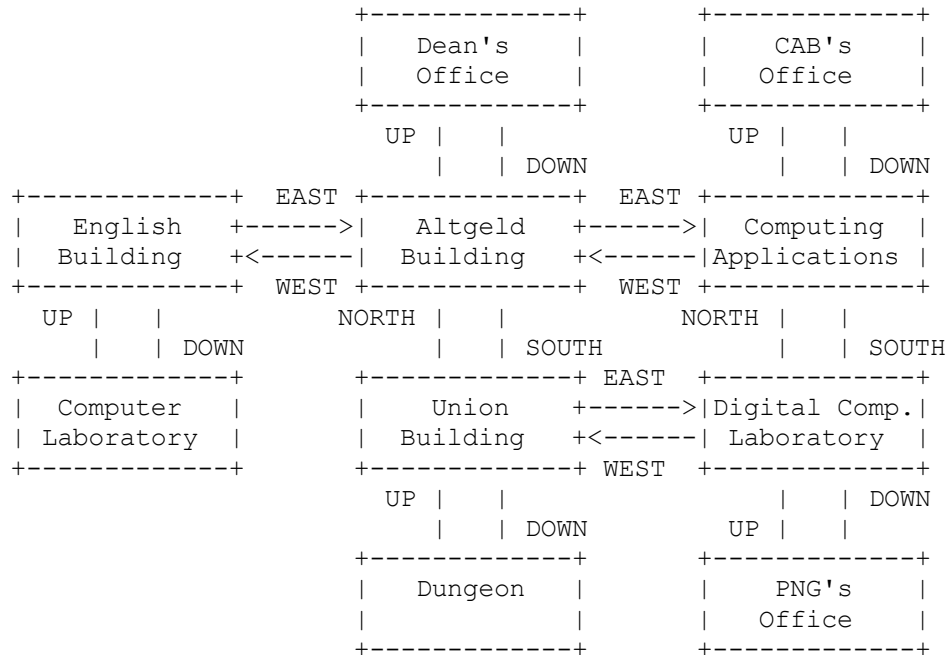 +-------------+ +-------------+
| Dean's | | CAB's |
| Office | | Office |
+-------------+ +-------------+
UP | | UP | |
| | DOWN | | DOWN
+-------------+ EAST +-------------+ EAST +-------------+
| English +------>| Altgeld +------>| Computing |
| Building +<------| Building +<------|Applications |
+-------------+ WEST +-------------+ WEST +-------------+
UP | | NORTH | | NORTH | |
| | DOWN | | SOUTH | | SOUTH
+-------------+ +-------------+ EAST +-------------+
| Computer | | Union +------>|Digital Comp.|
| Laboratory | | Building +<------| Laboratory |
+-------------+ +-------------+ WEST +-------------+
UP | | | | DOWN
| | DOWN UP | |
+-------------+ +-------------+
| Dungeon | | PNG's |
| | | Office |
+-------------+ +-------------+